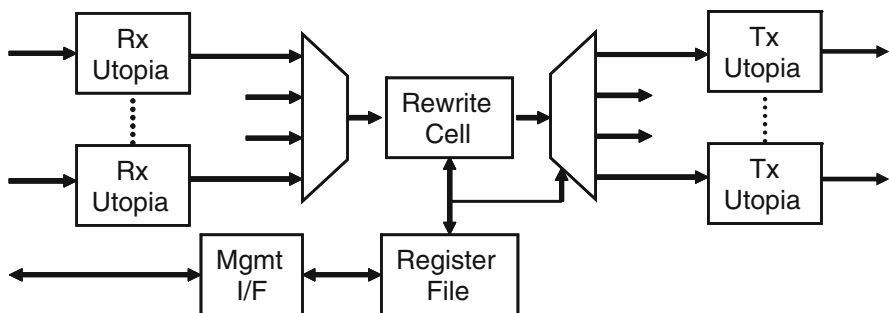 Rx
Utopia
Tx
Utopia
Rewrite
Cell
Rx
Utopia
Tx
Utopia
Mgmt
I/F
Register
File